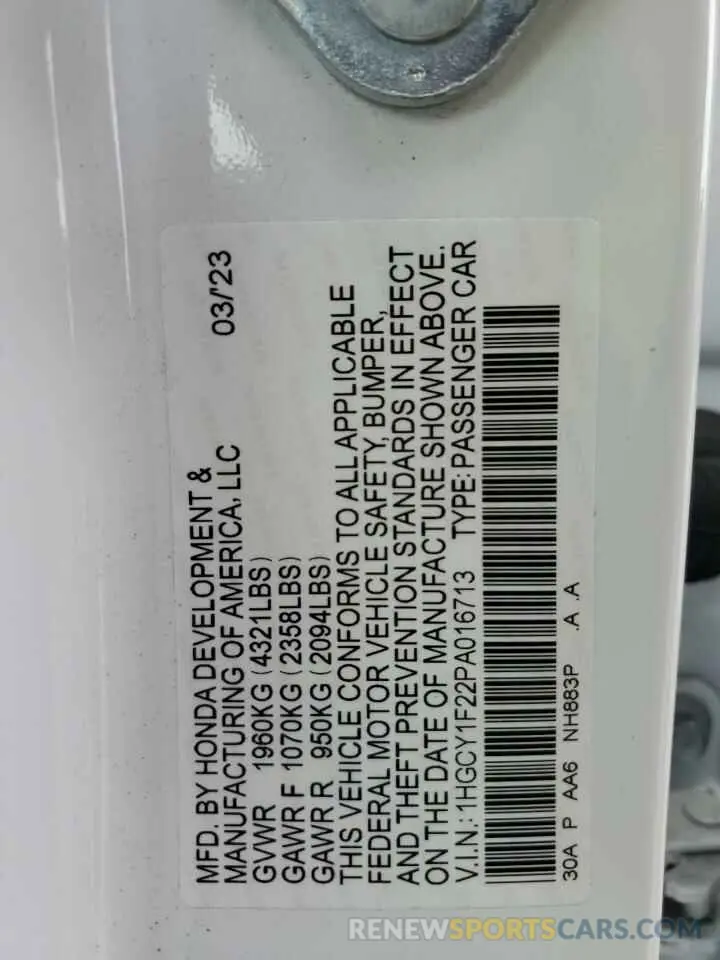 MFD. BY HONDA DEVELOPMENT & 03/'23
MANUFACTURING OF AMERICA, LLC
GVWR 1960KG (4321LBS)
GAWR F 1070KG (2358LBS)
GAWR R 950KG (2094LBS)
THIS VEHICLE CONFORMS TO ALL APPLICABLE
FEDERAL MOTOR VEHICLE SAFETY, BUMPER,
AND THEFT PREVENTION STANDARDS IN EFFECT
ON THE DATE OF MANUFACTURE SHOWN ABOVE.
V.I.N.: 1HGCY1F22PA016713 TYPE: PASSENGER CAR
30A P AA6 NH883P .A .A
RENEWSPORTSCARS.COM